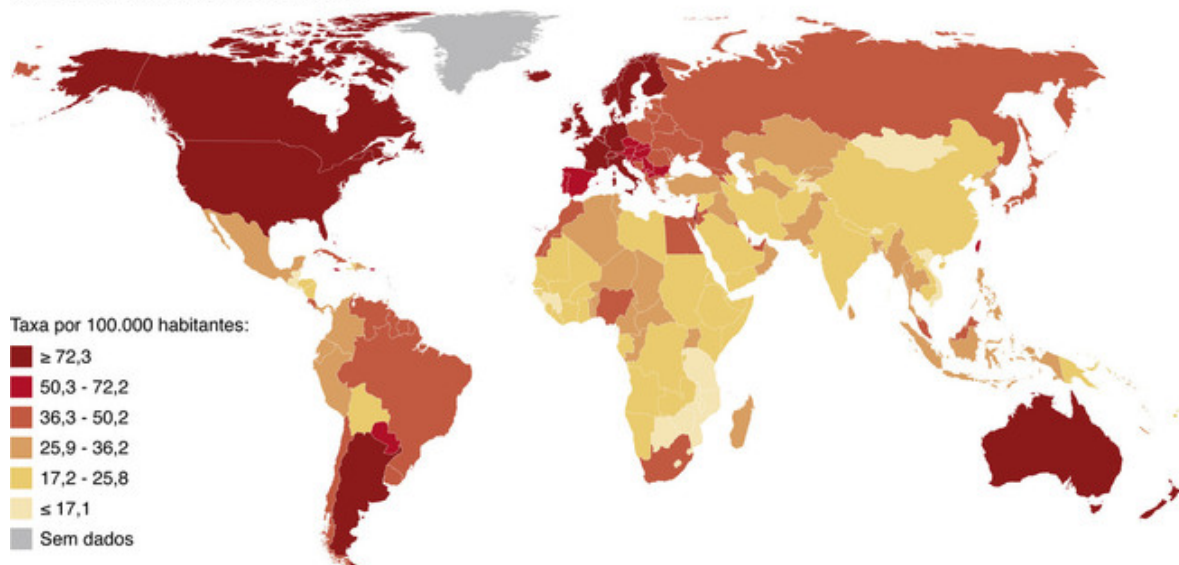 Taxa por 100.000 habitantes:
≥ 72,3
50,3 - 72,2
36,3 - 50,2
25,9 - 36,2
17,2 - 25,8
≤ 17,1
Sem dados